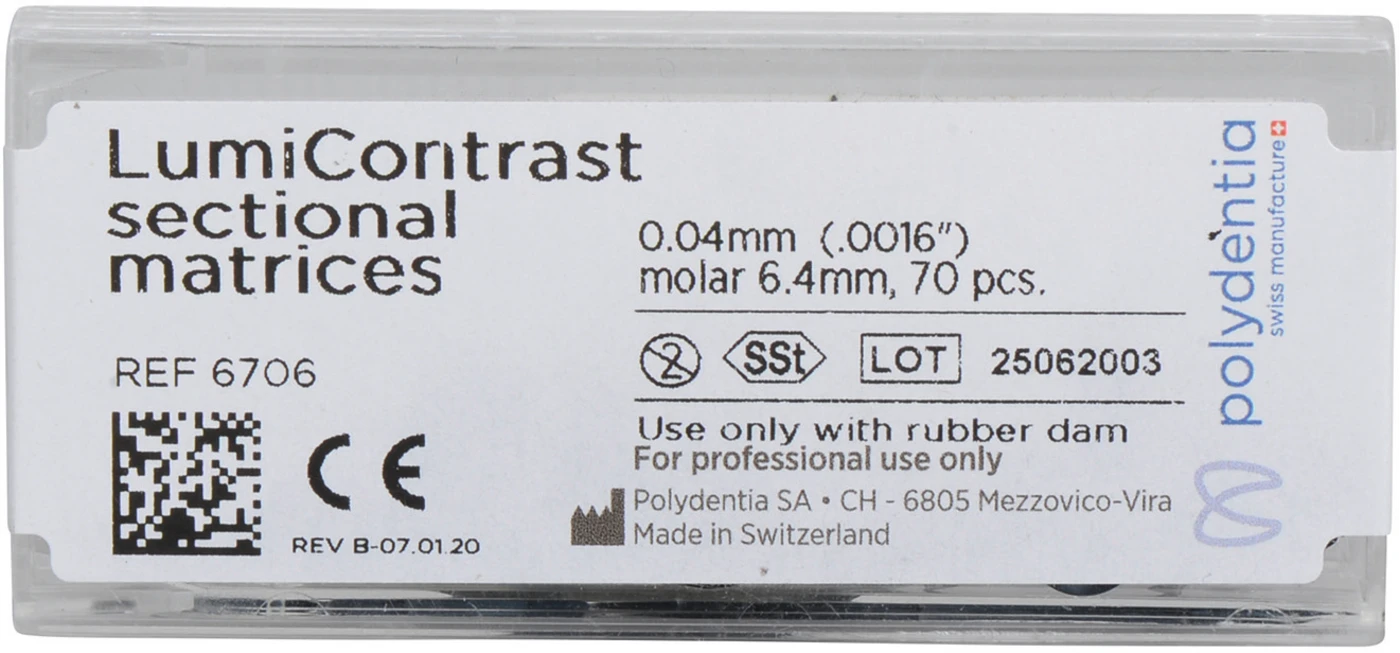 LumiContrast
sectional
matrices
REF 6706
REV B-07.01.20
0.04mm (.0016")
molar 6.4mm, 70 pcs.
2 SSt LOT 25062003
Use only with rubber dam
For professional use only
Polydentia SA • CH - 6805 Mezzovico-Vira
Made in Switzerland
polydentia
swiss manufacture